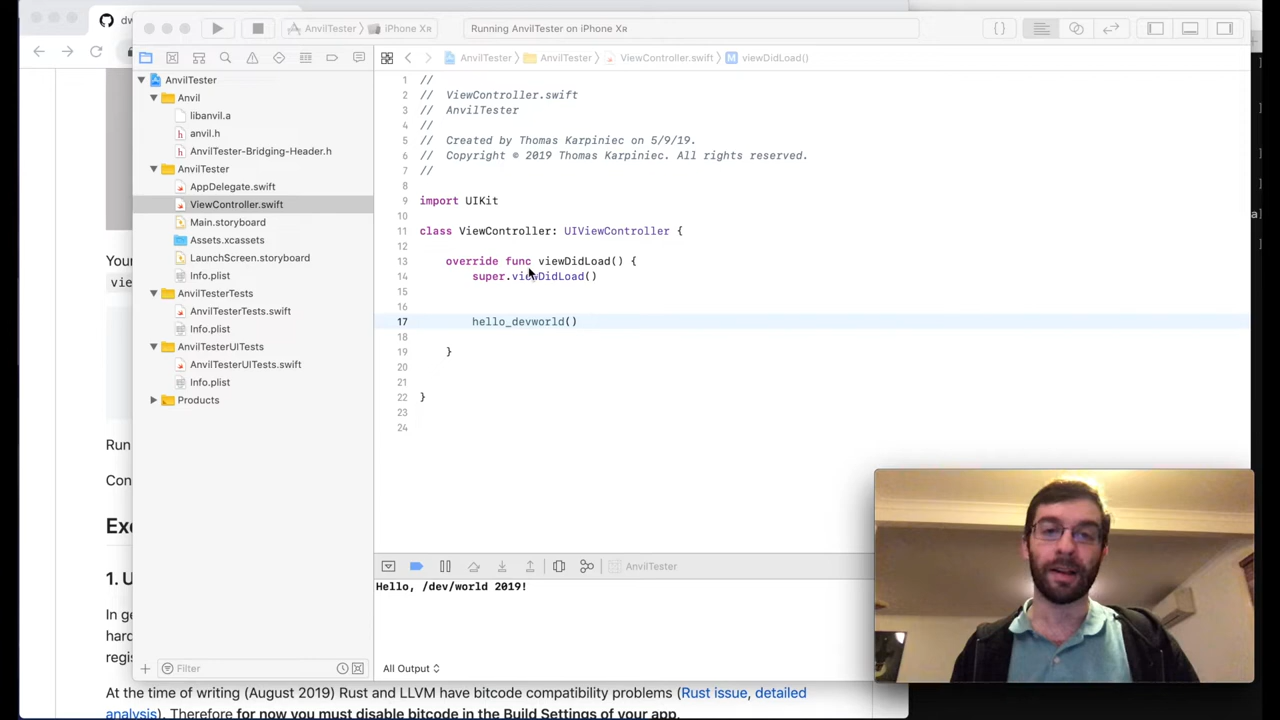 dw
AnvilTester
iPhone Xʀ
Running AnvilTester on iPhone Xʀ
AnvilTester
AnvilTester
ViewController.swift
M
viewDidLoad()
AnvilTester
Anvil
libanvil.a
h
anvil.h
h
AnvilTester-Bridging-Header.h
AnvilTester
AppDelegate.swift
ViewController.swift
Main.storyboard
Assets.xcassets
LaunchScreen.storyboard
Info.plist
AnvilTesterTests
AnvilTesterTests.swift
Info.plist
AnvilTesterUITests
AnvilTesterUITests.swift
Info.plist
Products
Filter
1 //
2 //  ViewController.swift
3 //  AnvilTester
4 //
5 //  Created by Thomas Karpiniec on 5/9/19.
6 //  Copyright © 2019 Thomas Karpiniec. All rights reserved.
7 //
8
9 import UIKit
10
11 class ViewController: UIViewController {
12
13     override func viewDidLoad() {
14         super.viewDidLoad()
15
16
17         hello_devworld()
18
19     }
20
21
22 }
23
24
AnvilTester
Hello, /dev/world 2019!
All Output
You
vie
Run
Con
Exe
1. U
In ge
hard
regis
At the time of writing (August 2019) Rust and LLVM have bitcode compatibility problems (Rust issue, detailed
analysis). Therefore for now you must disable bitcode in the Build Settings of your app.
]
]
]
a]
]
]